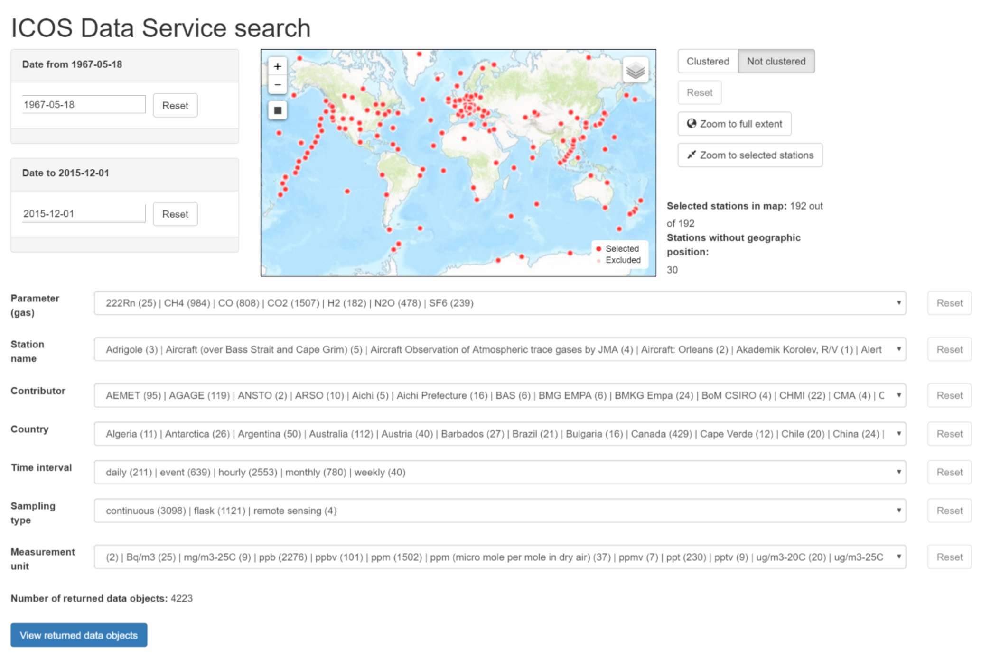 ICOS Data Service search
Date from 1967-05-18
1967-05-18
Reset
Date to 2015-12-01
2015-12-01
Reset
+
−
Selected
Excluded
Clustered
Not clustered
Reset
Zoom to full extent
Zoom to selected stations
Selected stations in map: 192 out
of 192
Stations without geographic
position:
30
Parameter
(gas)
222Rn (25) | CH4 (984) | CO (808) | CO2 (1507) | H2 (182) | N2O (478) | SF6 (239)
Reset
Station
name
Adrigole (3) | Aircraft (over Bass Strait and Cape Grim) (5) | Aircraft Observation of Atmospheric trace gases by JMA (4) | Aircraft: Orleans (2) | Akademik Korolev, R/V (1) | Alert
Reset
Contributor
AEMET (95) | AGAGE (119) | ANSTO (2) | ARSO (10) | Aichi (5) | Aichi Prefecture (16) | BAS (6) | BMG EMPA (6) | BMKG Empa (24) | BoM CSIRO (4) | CHMI (22) | CMA (4) | C
Reset
Country
Algeria (11) | Antarctica (26) | Argentina (50) | Australia (112) | Austria (40) | Barbados (27) | Brazil (21) | Bulgaria (16) | Canada (429) | Cape Verde (12) | Chile (20) | China (24) |
Reset
Time interval
daily (211) | event (639) | hourly (2553) | monthly (780) | weekly (40)
Reset
Sampling
type
continuous (3098) | flask (1121) | remote sensing (4)
Reset
Measurement
unit
(2) | Bq/m3 (25) | mg/m3-25C (9) | ppb (2276) | ppbv (101) | ppm (1502) | ppm (micro mole per mole in dry air) (37) | ppmv (7) | ppt (230) | pptv (9) | ug/m3-20C (20) | ug/m3-25C
Reset
Number of returned data objects: 4223
View returned data objects